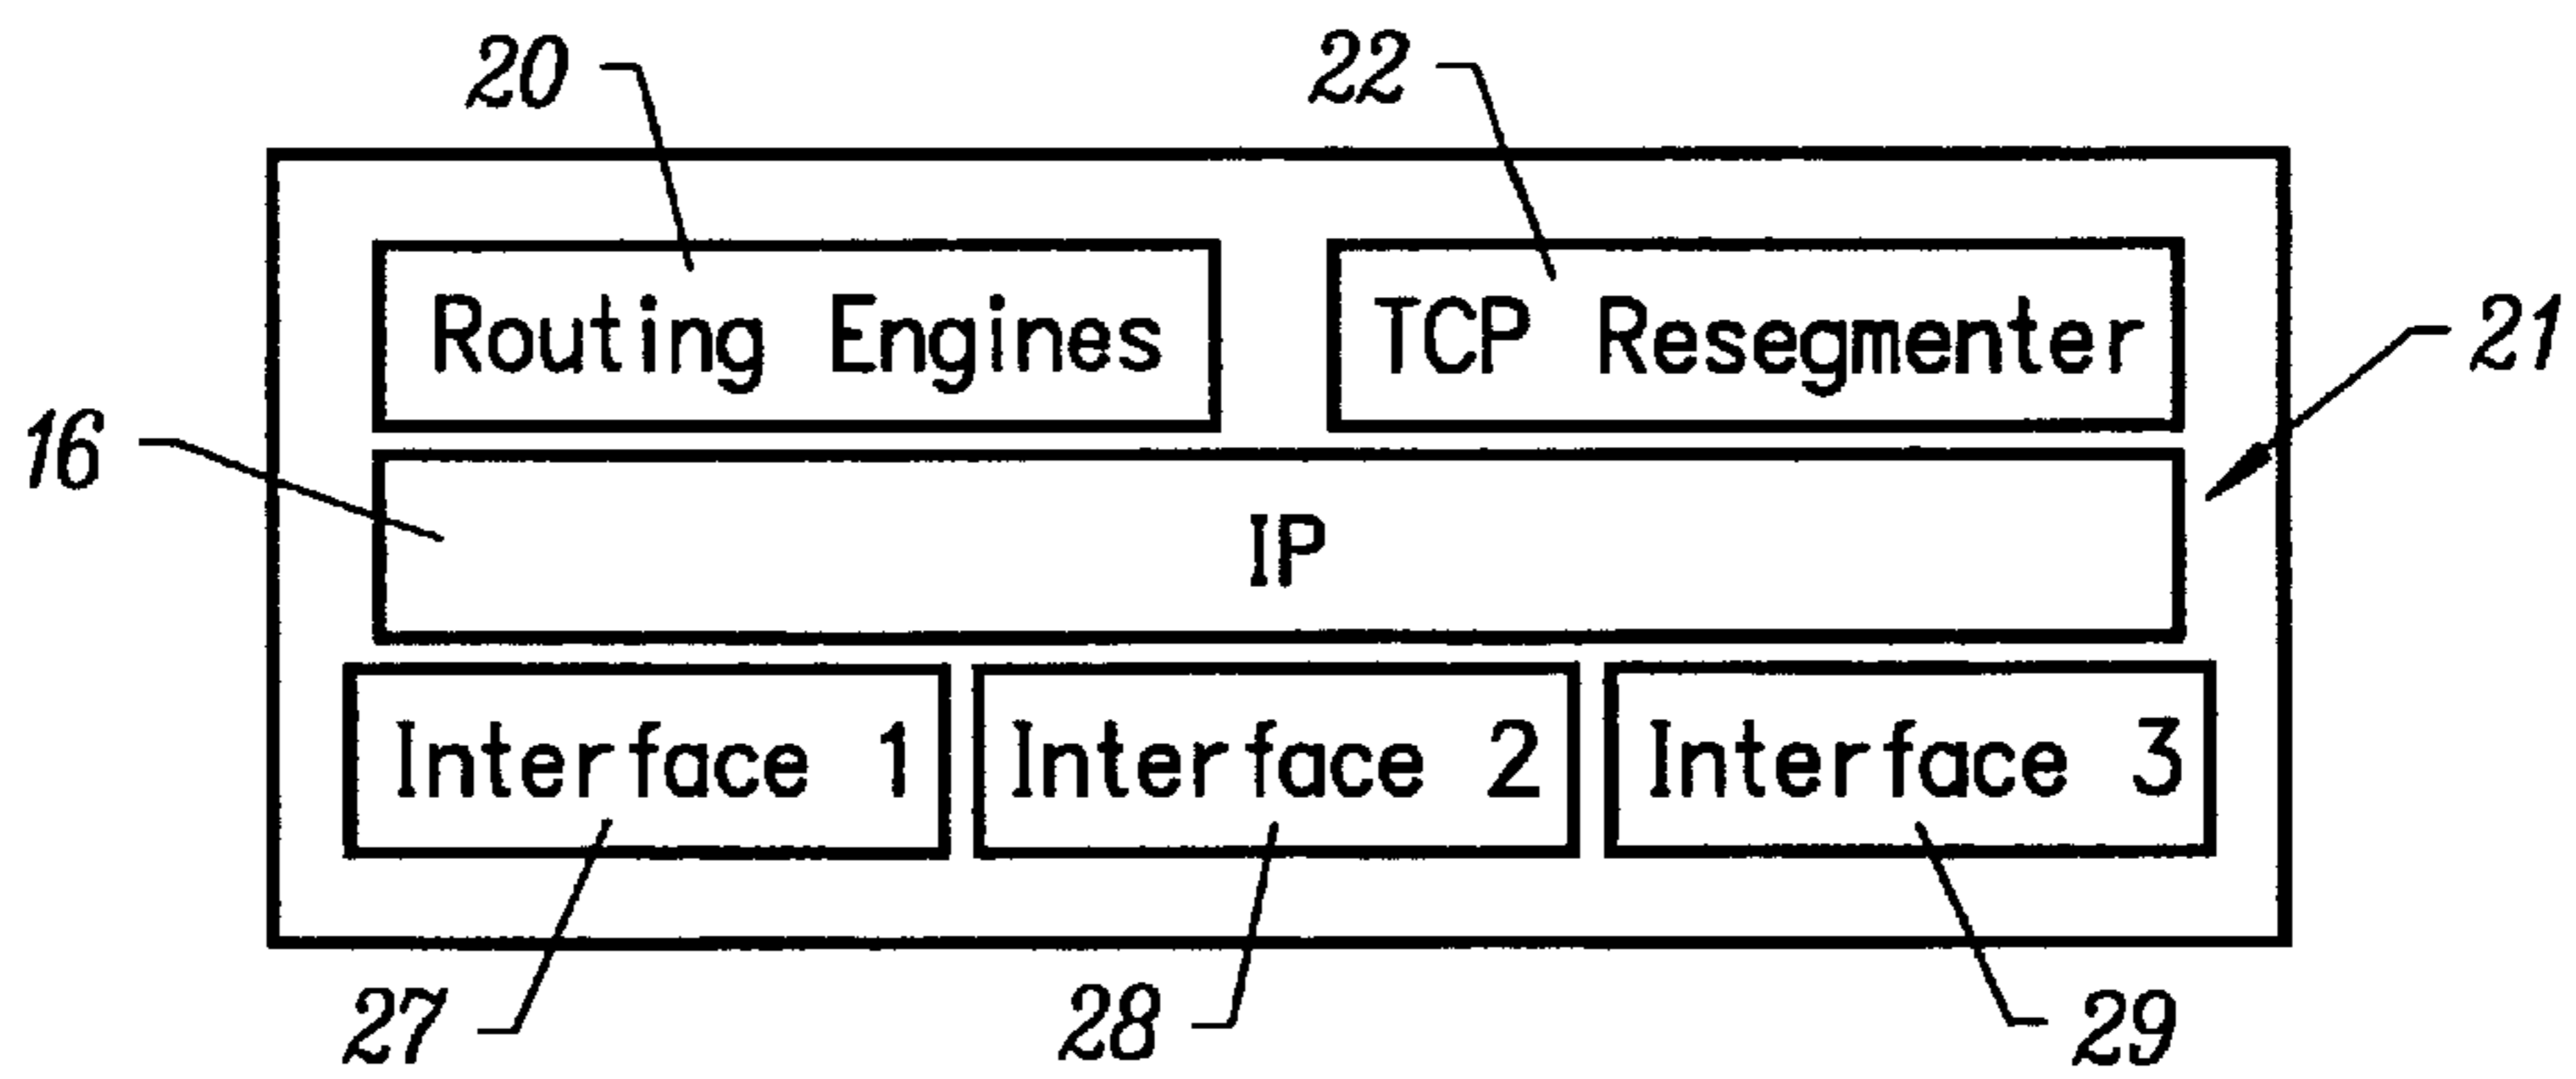 20 22
Routing Engines TCP Resegmenter
21
16
IP
Interface 1 Interface 2 Interface 3
27 28 29